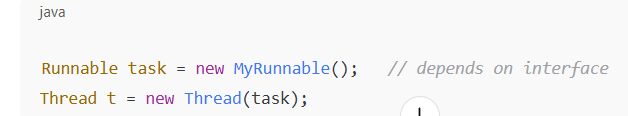 java
Runnable task = new MyRunnable();   // depends on interface
Thread t = new Thread(task);